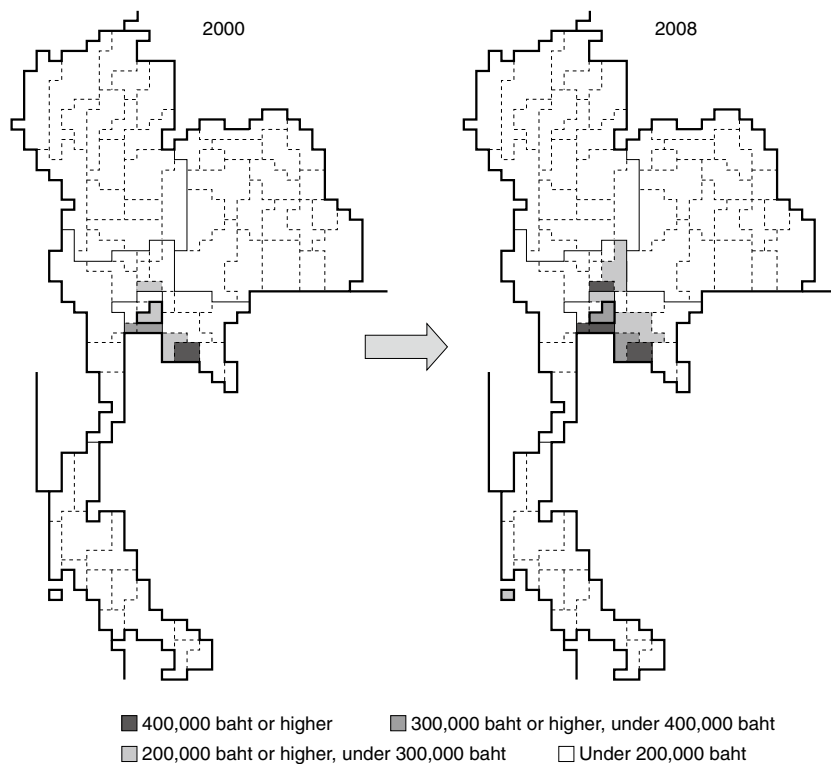 2000
2008
400,000 baht or higher
300,000 baht or higher, under 400,000 baht
200,000 baht or higher, under 300,000 baht
Under 200,000 baht